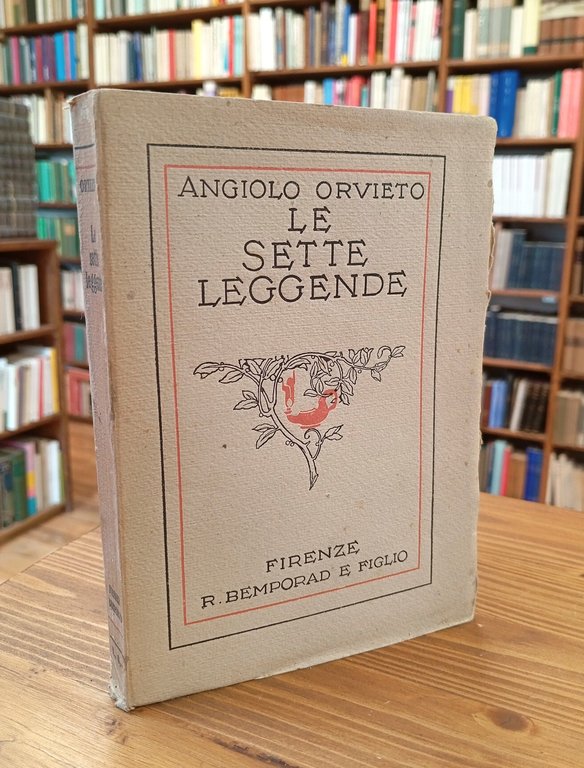 ANGIOLO ORVIETO
LE
SETTE
LEGGENDE
FIRENZE
R. BEMPORAD E FIGLIO